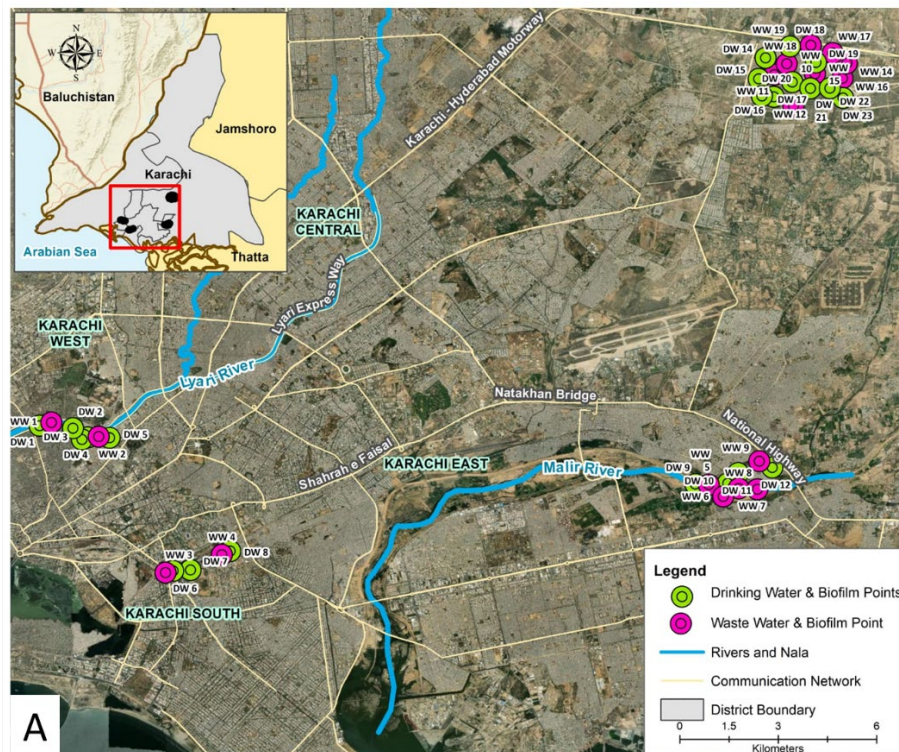 N
W
E
S
Baluchistan
Jamshoro
Karachi
Arabian Sea
Thatta
WW 19
DW 18
WW 17
DW 14
WW 18
WW
10
DW 19
DW 15
DW 20
WW
15
WW 14
WW 11
DW 17
WW 16
DW 16
WW 12
DW
21
DW 22
DW 23
Karachi - Hyderabad Motorway
KARACHI
CENTRAL
Lyari Express Way
KARACHI
WEST
Lyari River
Natakhan Bridge
National Highway
Shahrah e Faisal
KARACHI EAST
Malir River
WW 1
DW 2
DW 1
DW 3
DW 5
DW 4
WW 2
WW
5
WW 9
DW 9
WW 8
DW 10
DW 12
WW 6
DW 11
WW 7
WW 4
WW 3
DW 7
DW 8
DW 6
KARACHI SOUTH
Legend
Drinking Water & Biofilm Points
Waste Water & Biofilm Point
Rivers and Nala
Communication Network
District Boundary
0 1.5 3 6
Kilometers
A